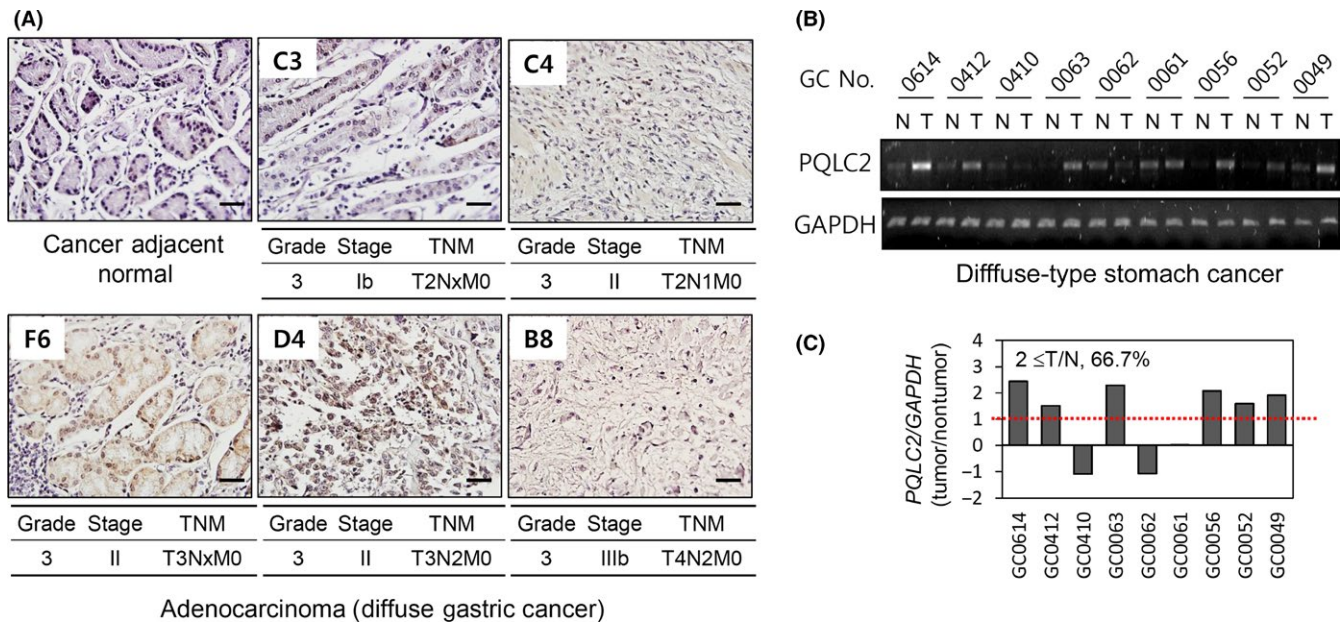 (A)
C3
C4
Cancer adjacent
normal
Grade Stage TNM
3 Ib T2NxM0
Grade Stage TNM
3 II T2N1M0
F6
D4
B8
Grade Stage TNM
3 II T3NxM0
Grade Stage TNM
3 II T3N2M0
Grade Stage TNM
3 IIIb T4N2M0
Adenocarcinoma (diffuse gastric cancer)
(B)
GC No. 0614 0412 0410 0063 0062 0061 0056 0052 0049
N T N T N T N T N T N T N T N T N T
PQLC2
GAPDH
Difffuse-type stomach cancer
(C)
PQLC2/GAPDH
(tumor/nontumor)
4
3
2
1
0
−1
−2
2 ≤T/N, 66.7%
GC0614
GC0412
GC0410
GC0063
GC0062
GC0061
GC0056
GC0052
GC0049